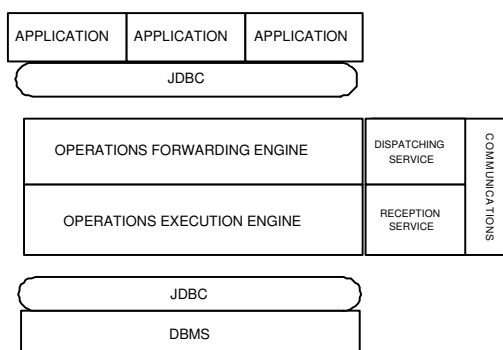 APPLICATION APPLICATION APPLICATION
JDBC
OPERATIONS FORWARDING ENGINE
DISPATCHING
SERVICE
COMMUNICATIONS
OPERATIONS EXECUTION ENGINE
RECEPTION
SERVICE
JDBC
DBMS